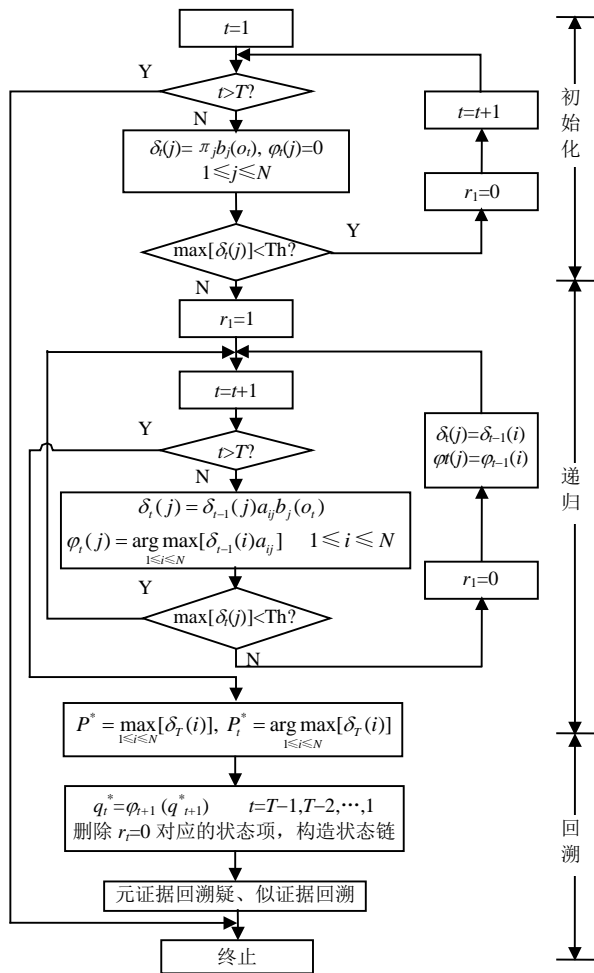 t=1
Y
t>T?
N
t=t+1
δt(j)= πjbj(ot), φt(j)=0
1≤j≤N
r1=0
max[δt(j)]<Th?
Y
N
初始化
r1=1
t=t+1
Y
t>T?
N
δt(j)=δt-1(i)
φt(j)=φt-1(i)
δt(j)=δt-1(j)aijbj(ot)
φt(j)=arg max[δt-1(i)aij] 1≤i≤N
1≤i≤N
Y
max[δt(j)]<Th?
N
r1=0
递归
P*=max[δT(i)], Pt*=arg max[δT(i)]
1≤i≤N 1≤i≤N
qt*=φt+1 (q*t+1) t=T−1,T−2,…,1
删除 rt=0 对应的状态项，构造状态链
元证据回溯疑、似证据回溯
终止
回溯